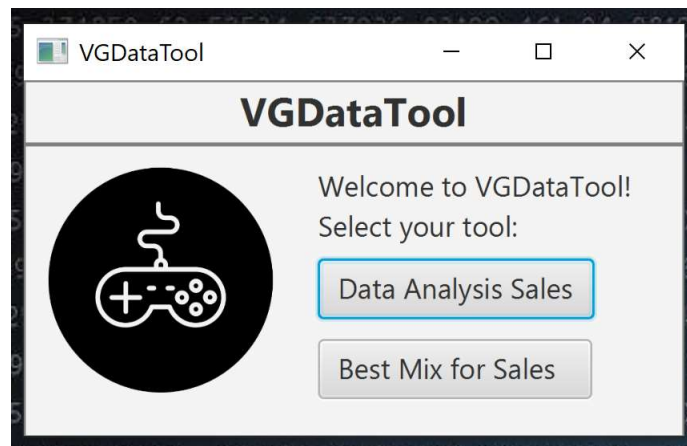 VGDataTool
VGDataTool
Welcome to VGDataTool!
Select your tool:
Data Analysis Sales
Best Mix for Sales